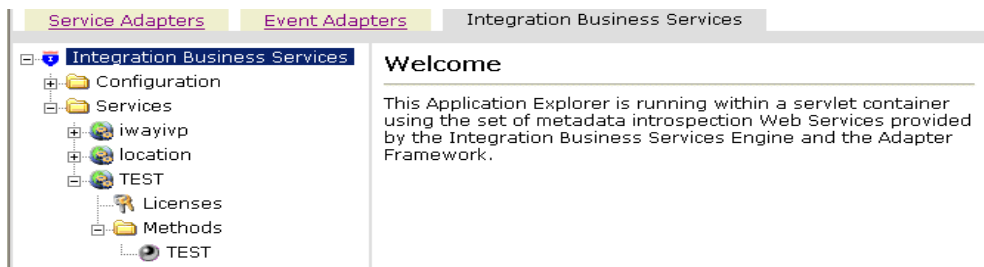 Service Adapters Event Adapters Integration Business Services
Integration Business Services
Configuration
Services
iwayivp
location
TEST
Licenses
Methods
TEST
Welcome
This Application Explorer is running within a servlet container
using the set of metadata introspection Web Services provided
by the Integration Business Services Engine and the Adapter
Framework.